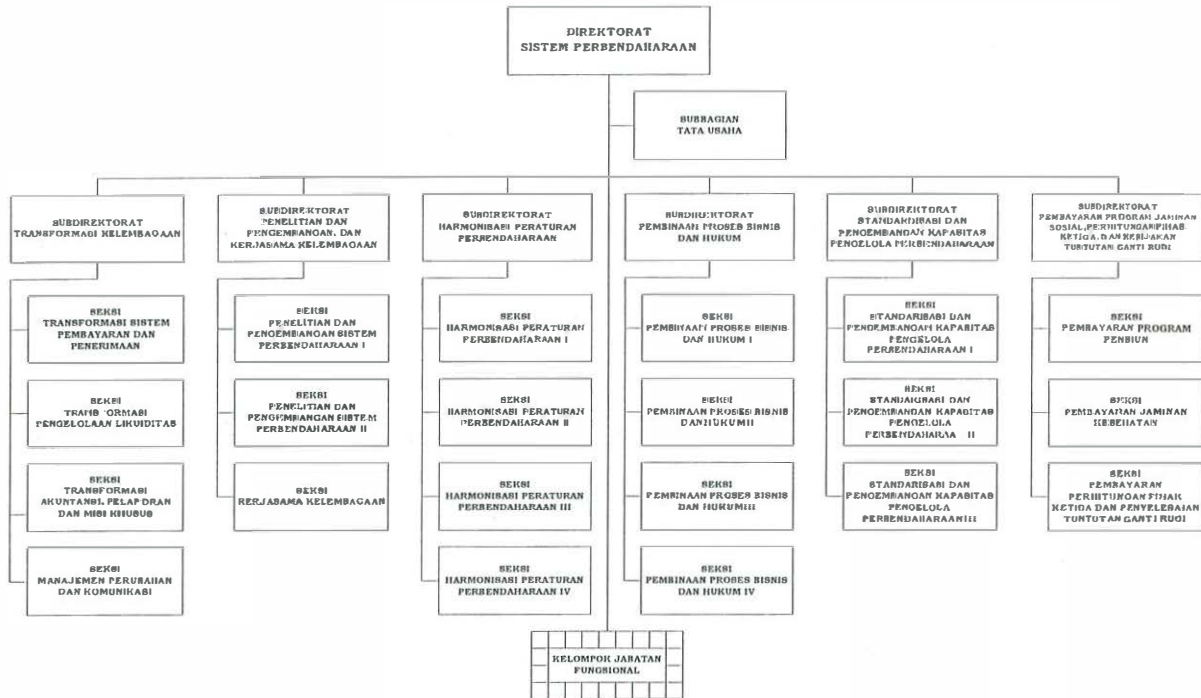 DIREKTORAT
SISTEM PERBENDAHARAAN
SUBBAGIAN
TATA USAHA
SUBDIREKTORAT
TRANSFORMASI KELEMBAGAAN
SUBDIREKTORAT
PENELITIAN DAN
PENGEMBANGAN, DAN
KERJASAMA KELEMBAGAAN
SUBDIREKTORAT
HARMONISASI PERATURAN
PERBENDAHARAAN
SUBDIREKTORAT
PEMBINAAN PROSES BISNIS
DAN HUKUM
SUBDIREKTORAT
STANDARDISASI DAN
PENGEMBANGAN KAPASITAS
PENGELOLA PERBENDAHARAAN
SUBDIREKTORAT
PEMBAYARAN PROGRAM JAMINAN
SOSIAL, PERHITUNGAN PIHAK
KETIGA, DAN KEBIJAKAN
TUNTUTAN GANTI RUGI
SEKSI
TRANSFORMASI SISTEM
PEMBAYARAN DAN
PENERIMAAN
SEKSI
PENELITIAN DAN
PENGEMBANGAN SISTEM
PERBENDAHARAAN I
SEKSI
HARMONISASI PERATURAN
PERBENDAHARAAN I
SEKSI
PEMBINAAN PROSES BISNIS
DAN HUKUM I
SEKSI
STANDARISASI DAN
PENGEMBANGAN KAPASITAS
PENGELOLA
PERBENDAHARAAN I
SEKSI
PEMBAYARAN PROGRAM
PENSIUN
SEKSI
TRANSFORMASI
PENGELOLAAN LIKUIDITAS
SEKSI
PENELITIAN DAN
PENGEMBANGAN SISTEM
PERBENDAHARAAN II
SEKSI
HARMONISASI PERATURAN
PERBENDAHARAAN II
SEKSI
PEMBINAAN PROSES BISNIS
DAN HUKUM II
SEKSI
STANDARISASI DAN
PENGEMBANGAN KAPASITAS
PENGELOLA
PERBENDAHARAAN II
SEKSI
PEMBAYARAN JAMINAN
KESEHATAN
SEKSI
TRANSFORMASI
AKUNTANSI, PELAPORAN
DAN MISI KHUSUS
SEKSI
KERJASAMA KELEMBAGAAN
SEKSI
HARMONISASI PERATURAN
PERBENDAHARAAN III
SEKSI
PEMBINAAN PROSES BISNIS
DAN HUKUM III
SEKSI
STANDARISASI DAN
PENGEMBANGAN KAPASITAS
PENGELOLA
PERBENDAHARAAN III
SEKSI
PEMBAYARAN
PERHITUNGAN PIHAK
KETIGA DAN PENYELESAIAN
TUNTUTAN GANTI RUGI
SEKSI
MANAJEMEN PERUBAHAN
DAN KOMUNIKASI
SEKSI
HARMONISASI PERATURAN
PERBENDAHARAAN IV
SEKSI
PEMBINAAN PROSES BISNIS
DAN HUKUM IV
KELOMPOK JABATAN
FUNGSIONAL